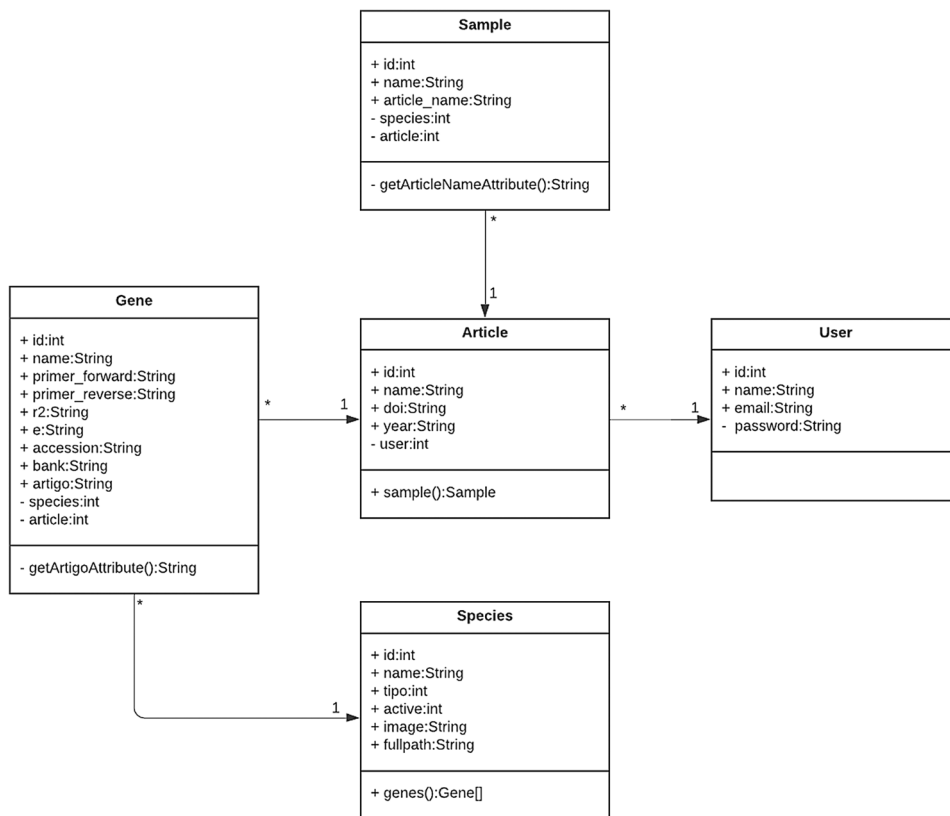 Sample
+ id:int
+ name:String
+ article_name:String
- species:int
- article:int
- getArticleNameAttribute():String
*
1
Gene
+ id:int
+ name:String
+ primer_forward:String
+ primer_reverse:String
+ r2:String
+ e:String
+ accession:String
+ bank:String
+ artigo:String
- species:int
- article:int
- getArtigoAttribute():String
* 1
Article
+ id:int
+ name:String
+ doi:String
+ year:String
- user:int
+ sample():Sample
* 1
User
+ id:int
+ name:String
+ email:String
- password:String
*
1
Species
+ id:int
+ name:String
+ tipo:int
+ active:int
+ image:String
+ fullpath:String
+ genes():Gene[]